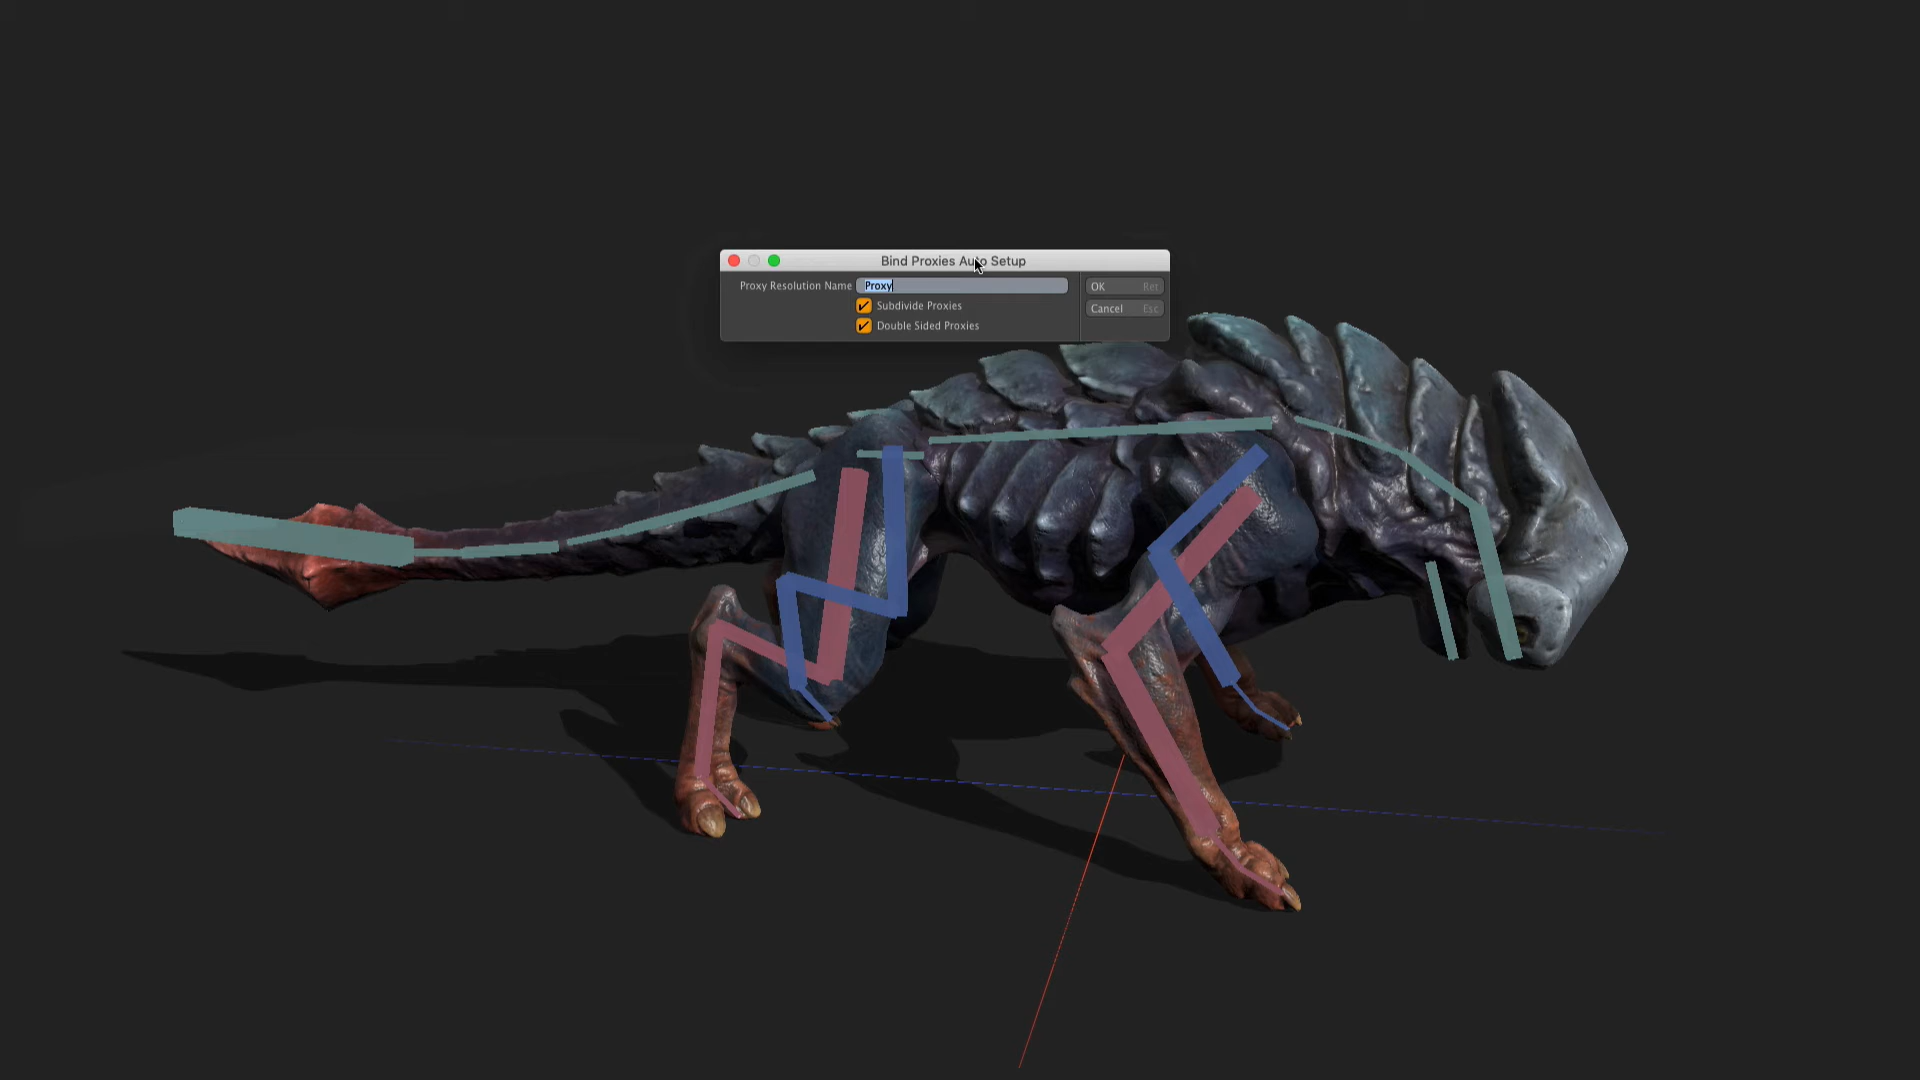 Bind Proxies Auto Setup
Proxy Resolution Name Proxy OK Ret
Subdivide Proxies Cancel Esc
Double Sided Proxies